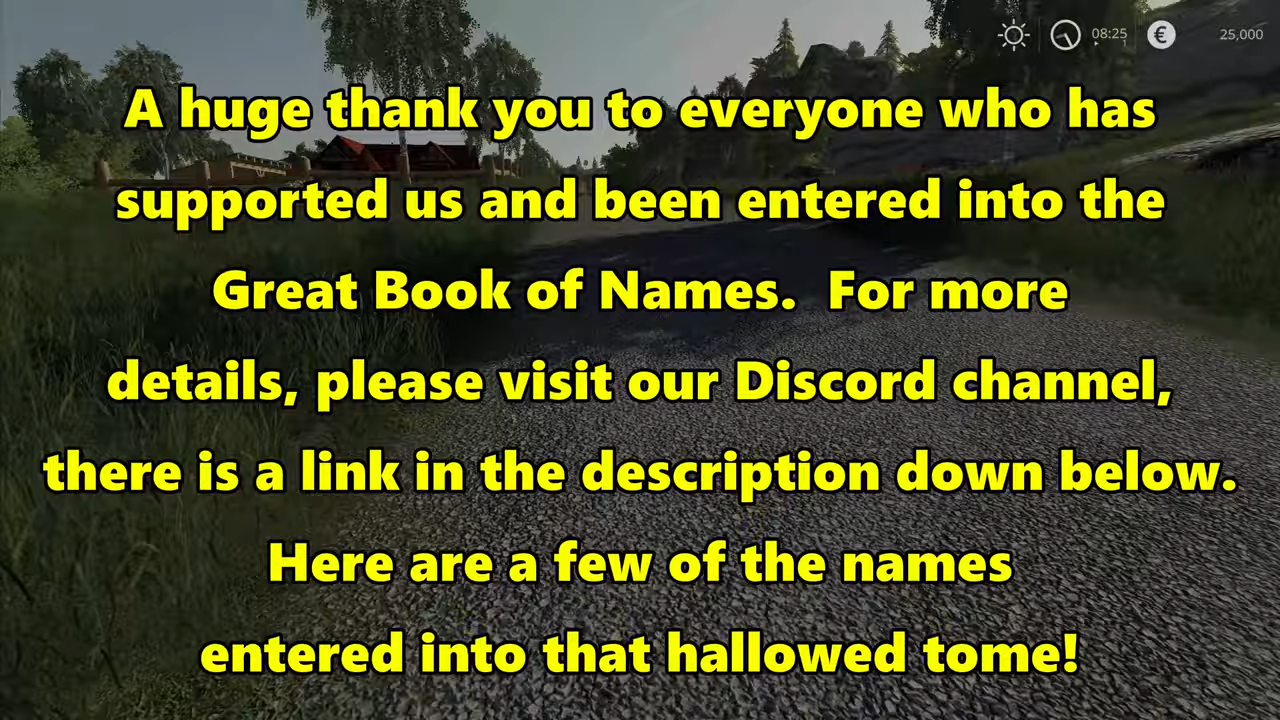 08:25
1
25,000
A huge thank you to everyone who has
supported us and been entered into the
Great Book of Names.  For more
details, please visit our Discord channel,
there is a link in the description down below.
Here are a few of the names
entered into that hallowed tome!